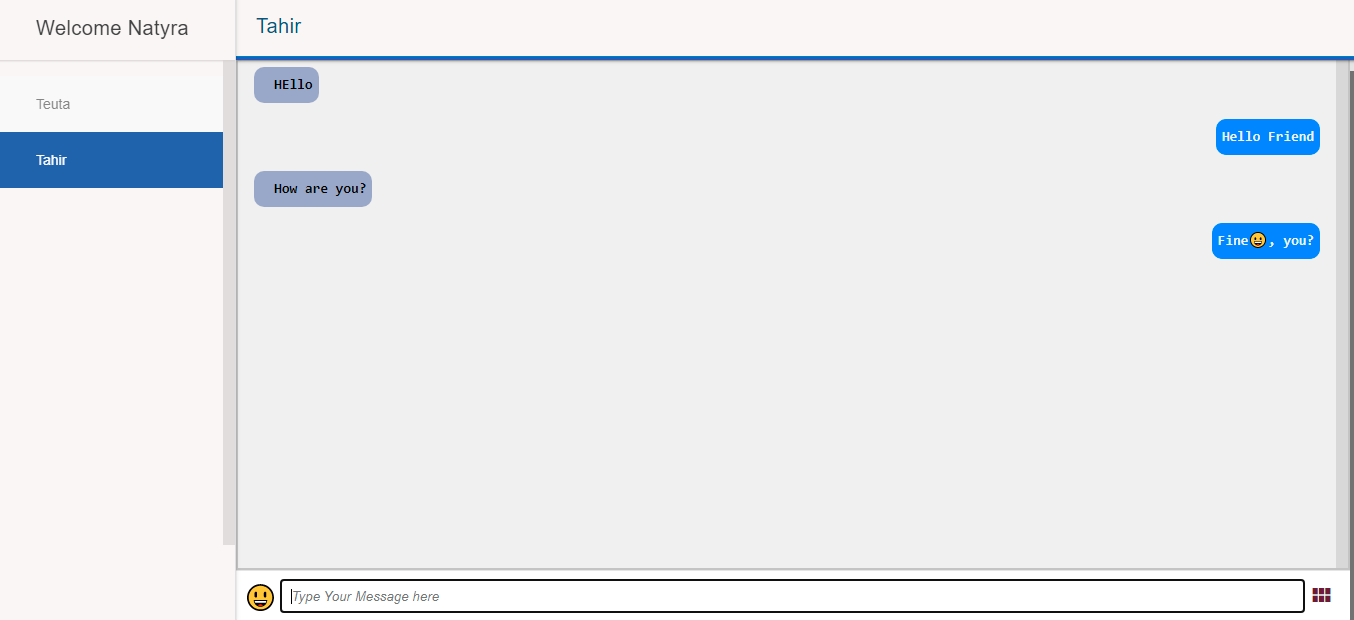 Welcome Natyra
Tahir
Teuta
Tahir
HEllo
Hello Friend
How are you?
Fine😃, you?
Type Your Message here